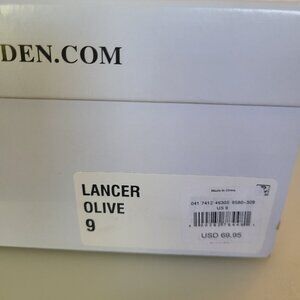 DEN.COM
LANCER
OLIVE
9
Made in China
US 9
USD 69.95